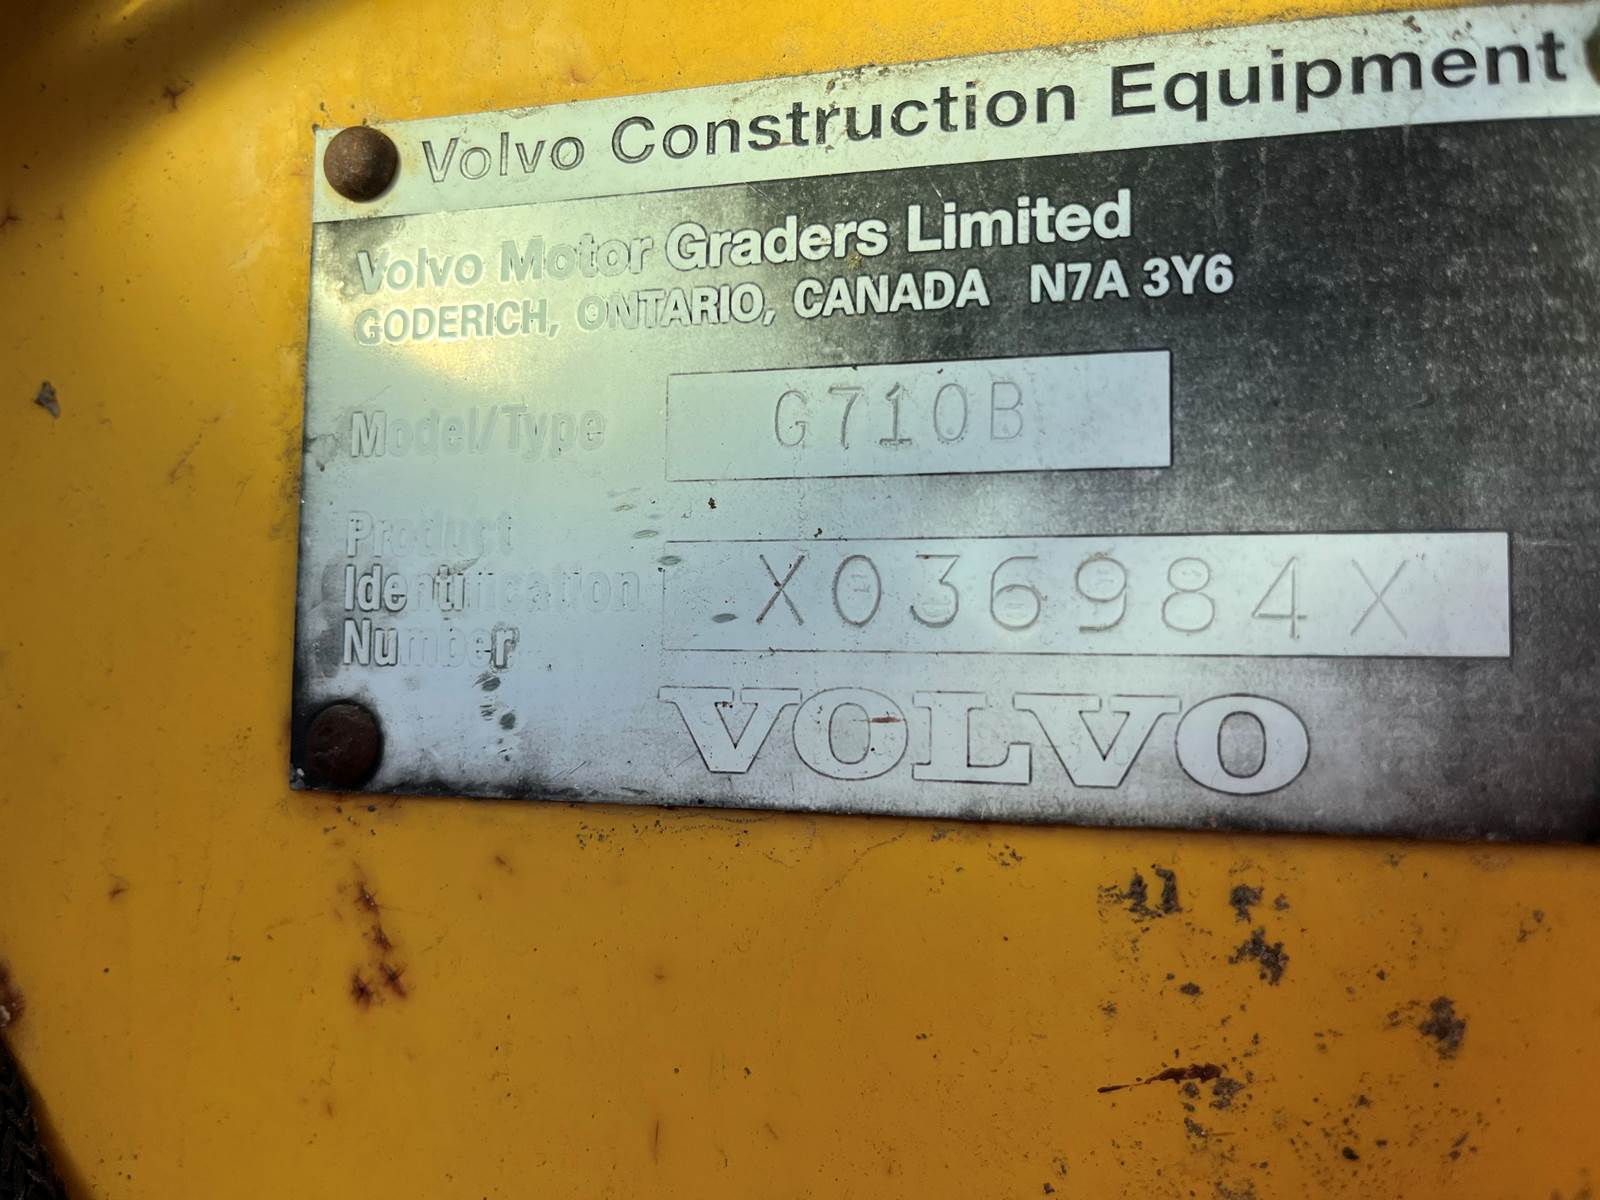 Volvo Construction Equipment
Volvo Motor Graders Limited
GODERICH, ONTARIO, CANADA N7A 3Y6
Model/Type G710B
Product
Identification
Number
X036984X
VOLVO